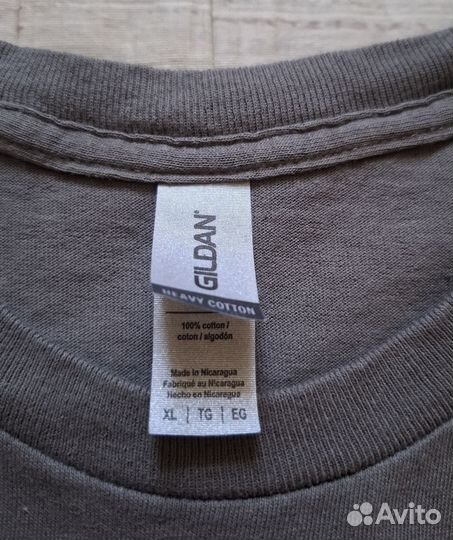 GILDAN®
HEAVY COTTON
100% cotton /
coton / algodón
Made in Nicaragua
Fabriqué au Nicaragua
Hecho en Nicaragua
XL | TG | EG
Avito